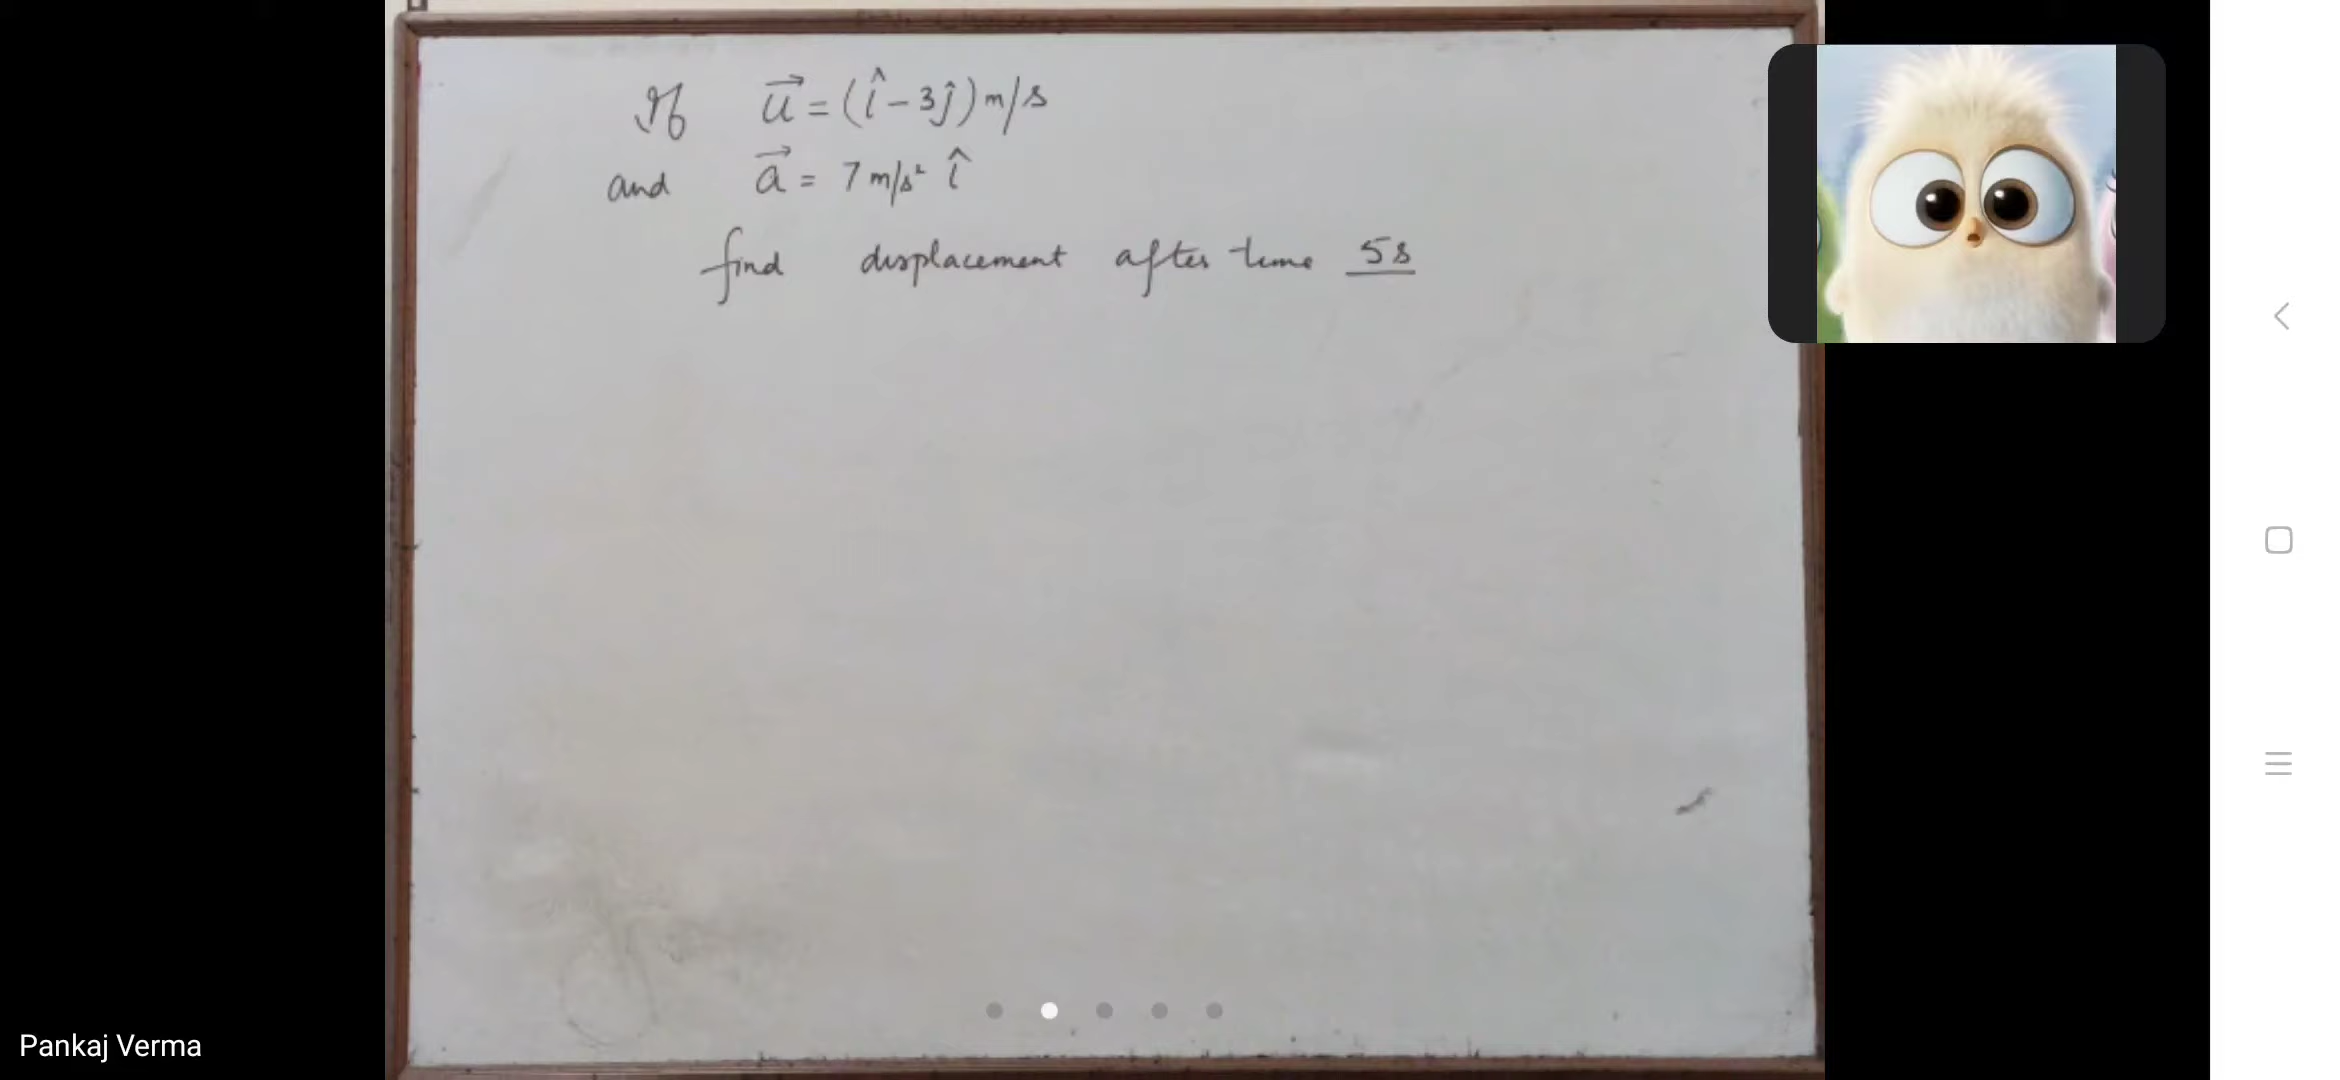 If u⃗ = (î - 3ĵ) m/s
and a⃗ = 7 m/s² î
find displacement after time 5s
Pankaj Verma